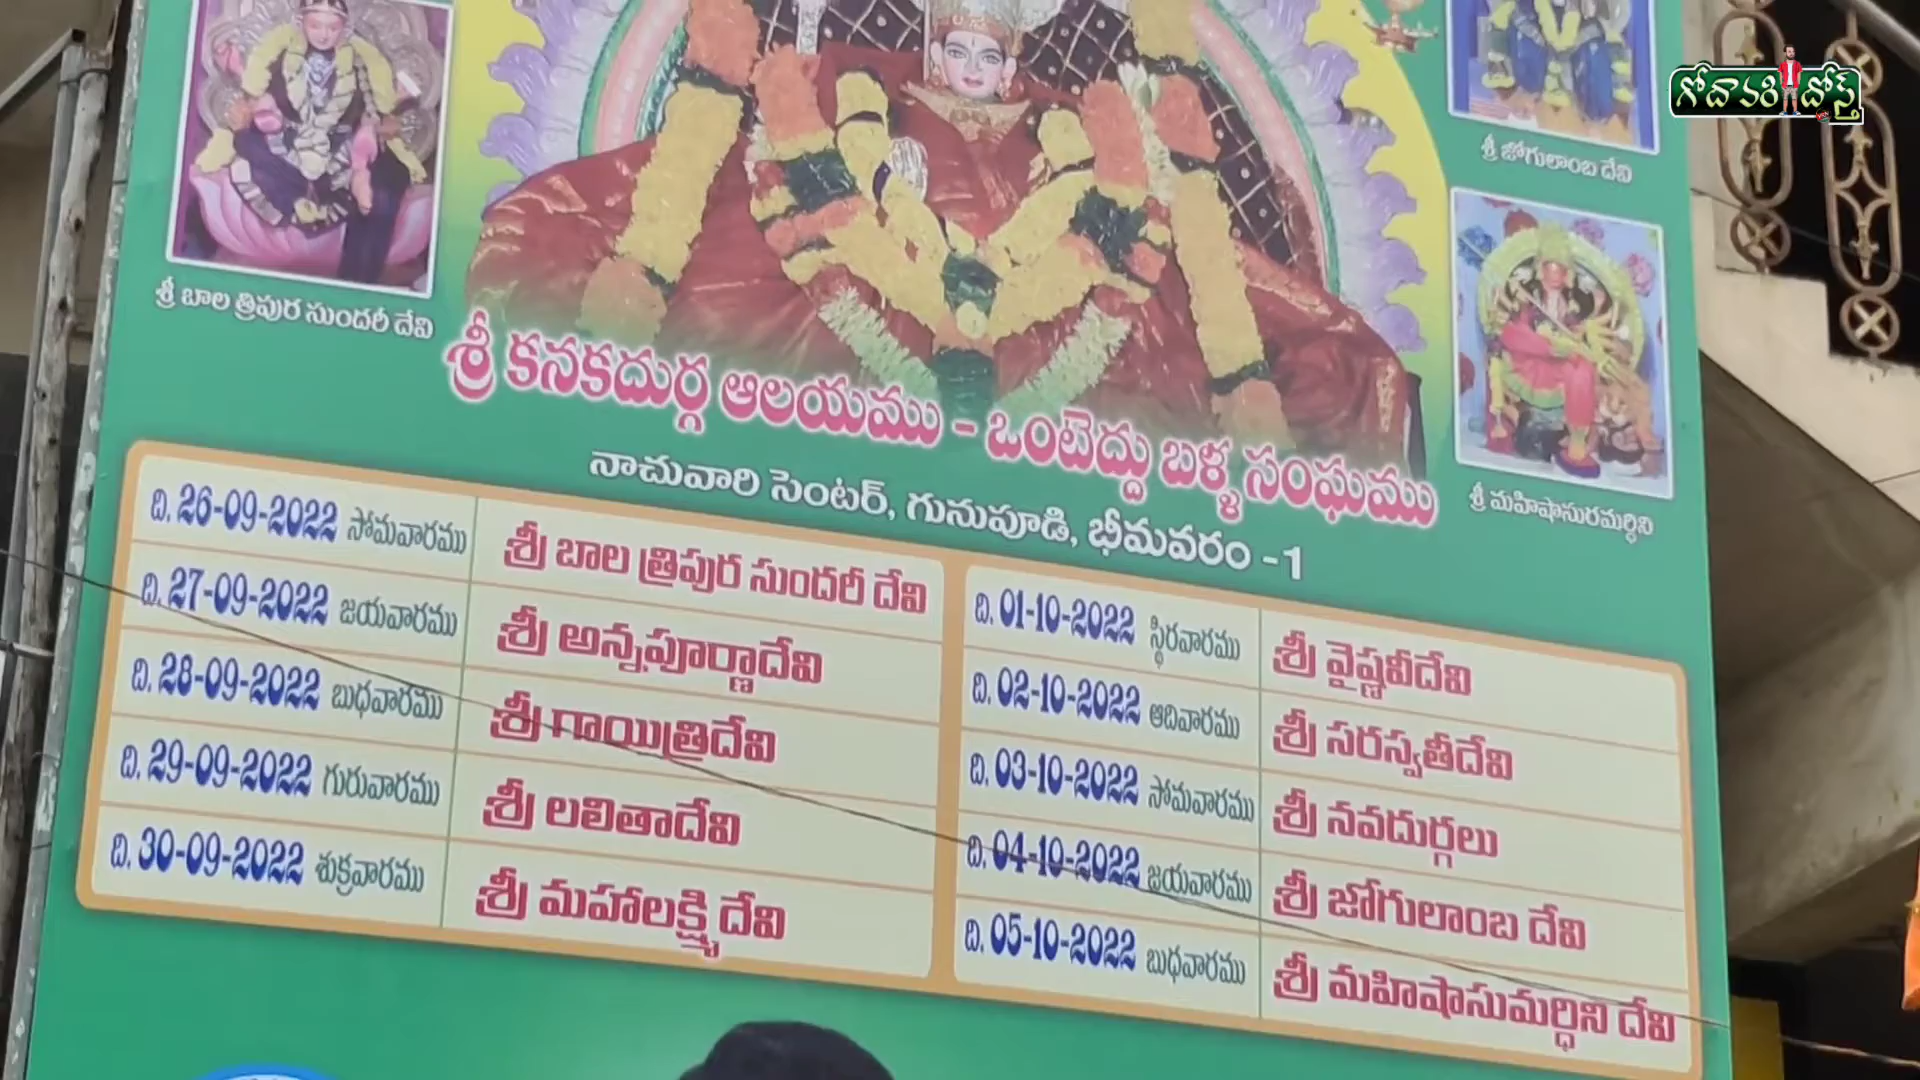 గోదావరి దోస్త్
శ్రీ జోగులాంబ దేవి
శ్రీ బాల త్రిపుర సుందరీ దేవి
శ్రీ మహిషాసురమర్ధిని
శ్రీ కనకదుర్గ ఆలయము - ఒంటెద్దు బళ్ళ సంఘము
నాచువారి సెంటర్, గునుపూడి, భీమవరం -1
ది. 26-09-2022 సోమవారము శ్రీ బాల త్రిపుర సుందరీ దేవి
ది. 27-09-2022 జయవారము శ్రీ అన్నపూర్ణాదేవి
ది. 28-09-2022 బుధవారము శ్రీ గాయిత్రిదేవి
ది. 29-09-2022 గురువారము శ్రీ లలితాదేవి
ది. 30-09-2022 శుక్రవారము శ్రీ మహాలక్ష్మి దేవి
ది. 01-10-2022 స్థిరవారము శ్రీ వైష్ణవీదేవి
ది. 02-10-2022 ఆదివారము శ్రీ సరస్వతీదేవి
ది. 03-10-2022 సోమవారము శ్రీ నవదుర్గలు
ది. 04-10-2022 జయవారము శ్రీ జోగులాంబ దేవి
ది. 05-10-2022 బుధవారము శ్రీ మహిషాసుమర్ధిని దేవి